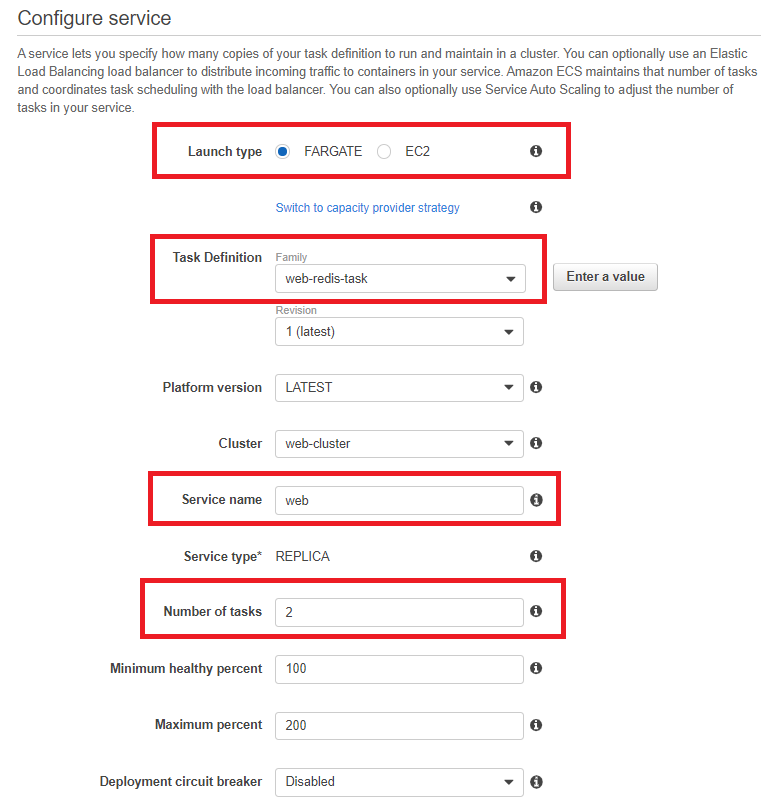 Configure service
A service lets you specify how many copies of your task definition to run and maintain in a cluster. You can optionally use an Elastic
Load Balancing load balancer to distribute incoming traffic to containers in your service. Amazon ECS maintains that number of tasks
and coordinates task scheduling with the load balancer. You can also optionally use Service Auto Scaling to adjust the number of
tasks in your service.
Launch type FARGATE EC2
Switch to capacity provider strategy
Task Definition Family
web-redis-task Enter a value
Revision
1 (latest)
Platform version LATEST
Cluster web-cluster
Service name web
Service type* REPLICA
Number of tasks 2
Minimum healthy percent 100
Maximum percent 200
Deployment circuit breaker Disabled